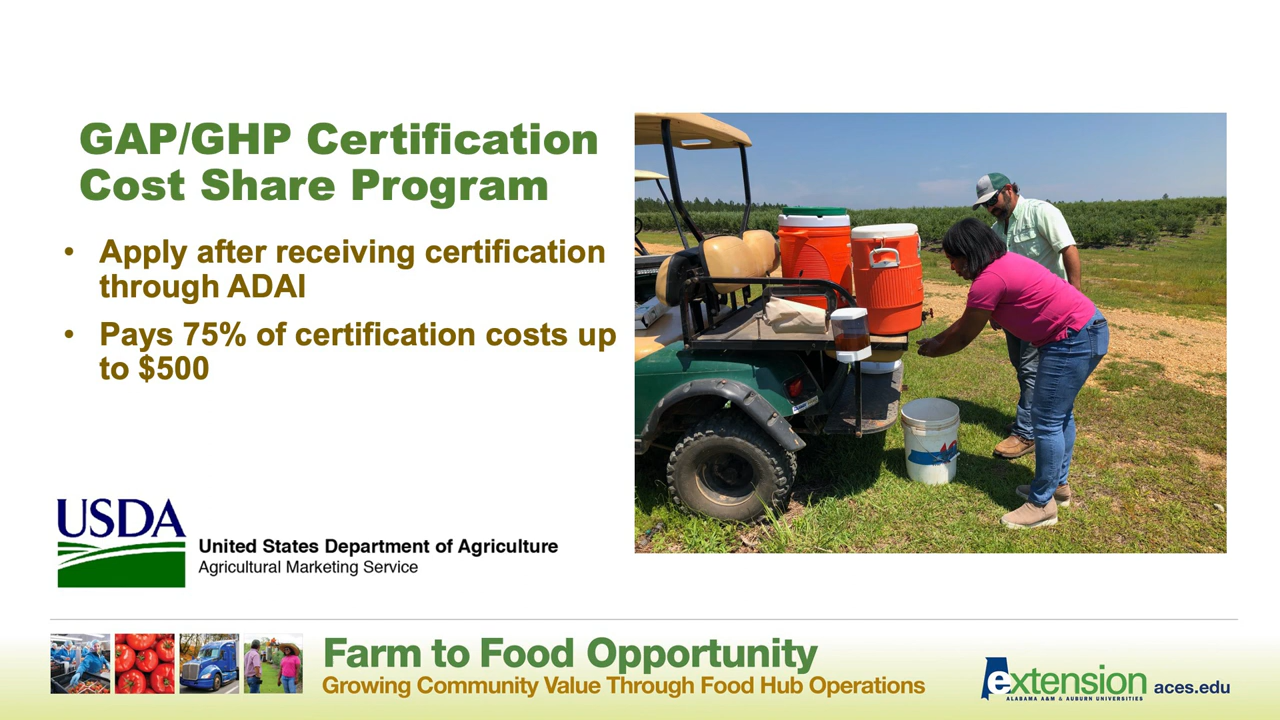 GAP/GHP Certification
Cost Share Program
• Apply after receiving certification
through ADAI
• Pays 75% of certification costs up
to $500
USDA
United States Department of Agriculture
Agricultural Marketing Service
Farm to Food Opportunity
Growing Community Value Through Food Hub Operations
extension
ALABAMA A&M & AUBURN UNIVERSITIES
aces.edu